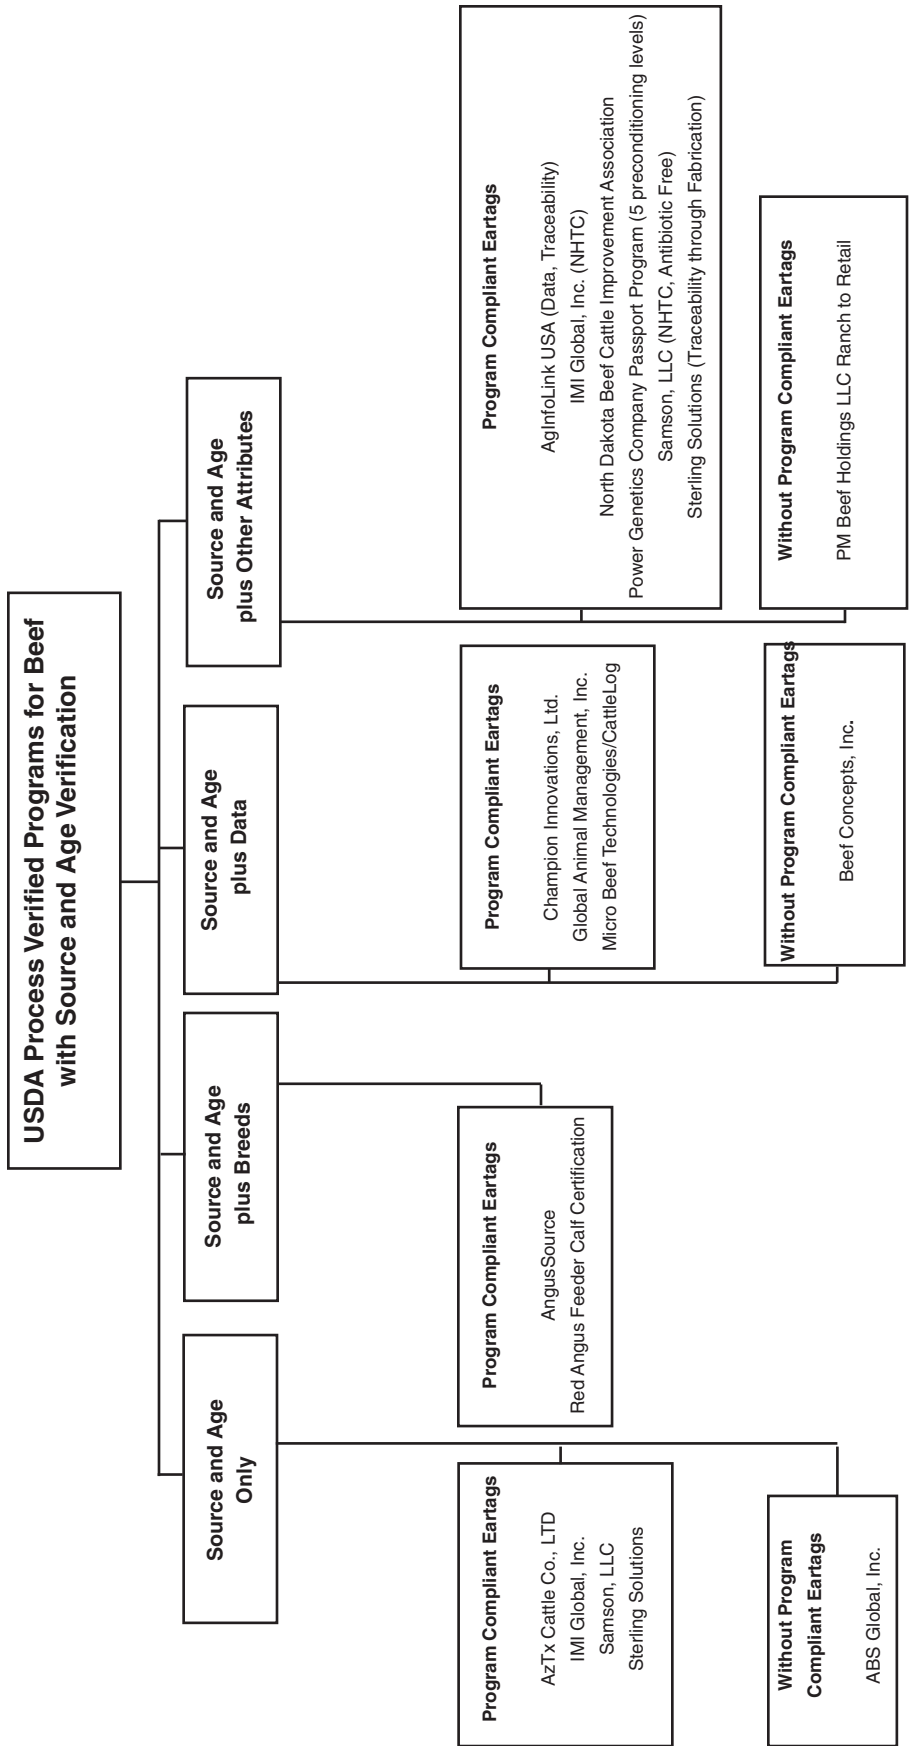 USDA Process Verified Programs for Beef
with Source and Age Verification
Source and Age
Only
Program Compliant Eartags
AzTx Cattle Co., LTD
IMI Global, Inc.
Samson, LLC
Sterling Solutions
Without Program
Compliant Eartags
ABS Global, Inc.
Source and Age
plus Breeds
Program Compliant Eartags
AngusSource
Red Angus Feeder Calf Certification
Source and Age
plus Data
Program Compliant Eartags
Champion Innovations, Ltd.
Global Animal Management, Inc.
Micro Beef Technologies/CattleLog
Without Program Compliant Eartags
Beef Concepts, Inc.
Source and Age
plus Other Attributes
Program Compliant Eartags
AgInfoLink USA (Data, Traceability)
IMI Global, Inc. (NHTC)
North Dakota Beef Cattle Improvement Association
Power Genetics Company Passport Program (5 preconditioning levels)
Samson, LLC (NHTC, Antibiotic Free)
Sterling Solutions (Traceability through Fabrication)
Without Program Compliant Eartags
PM Beef Holdings LLC Ranch to Retail